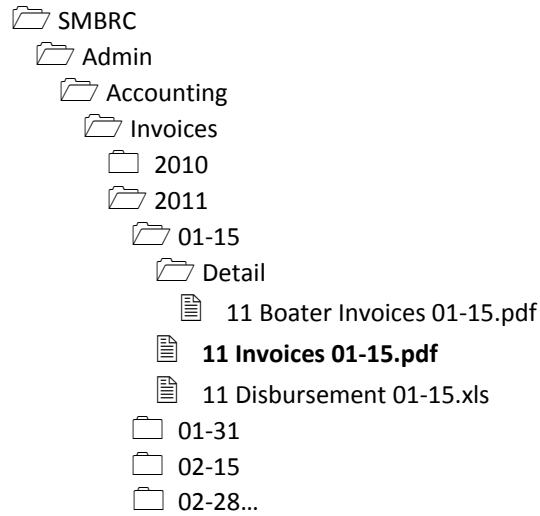 SMBRC
Admin
Accounting
Invoices
2010
2011
01-15
Detail
11 Boater Invoices 01-15.pdf
11 Invoices 01-15.pdf
11 Disbursement 01-15.xls
01-31
02-15
02-28…